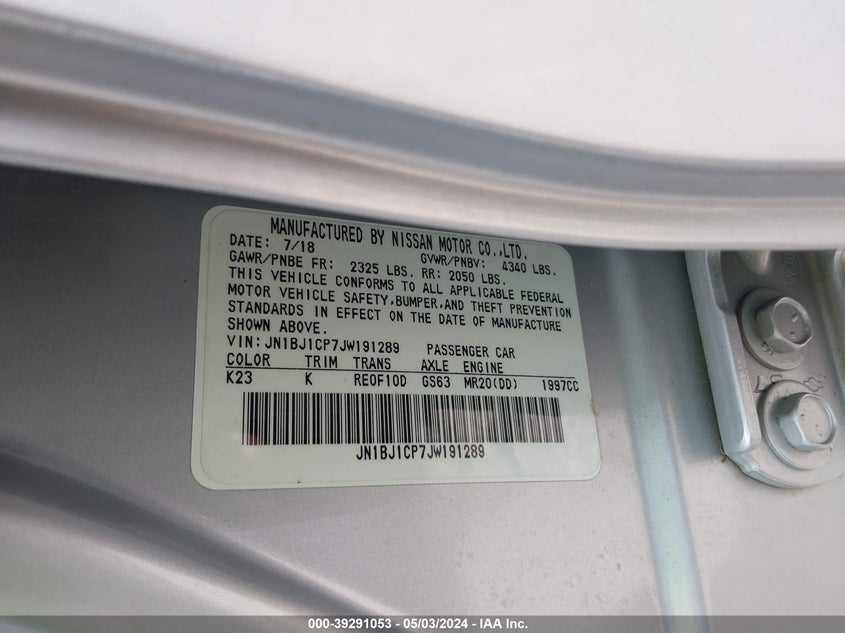 MANUFACTURED BY NISSAN MOTOR CO.,LTD.
DATE: 7/18 GVWR/PNBV: 4340 LBS.
GAWR/PNBE FR: 2325 LBS. RR: 2050 LBS.
THIS VEHICLE CONFORMS TO ALL APPLICABLE FEDERAL
MOTOR VEHICLE SAFETY,BUMPER,AND THEFT PREVENTION
STANDARDS IN EFFECT ON THE DATE OF MANUFACTURE
SHOWN ABOVE.
VIN: JN1BJ1CP7JW191289 PASSENGER CAR
COLOR TRIM TRANS AXLE ENGINE
K23 K RE0F10D GS63 MR20(DD) 1997CC
JN1BJ1CP7JW191289
000-39291053 - 05/03/2024 - IAA Inc.